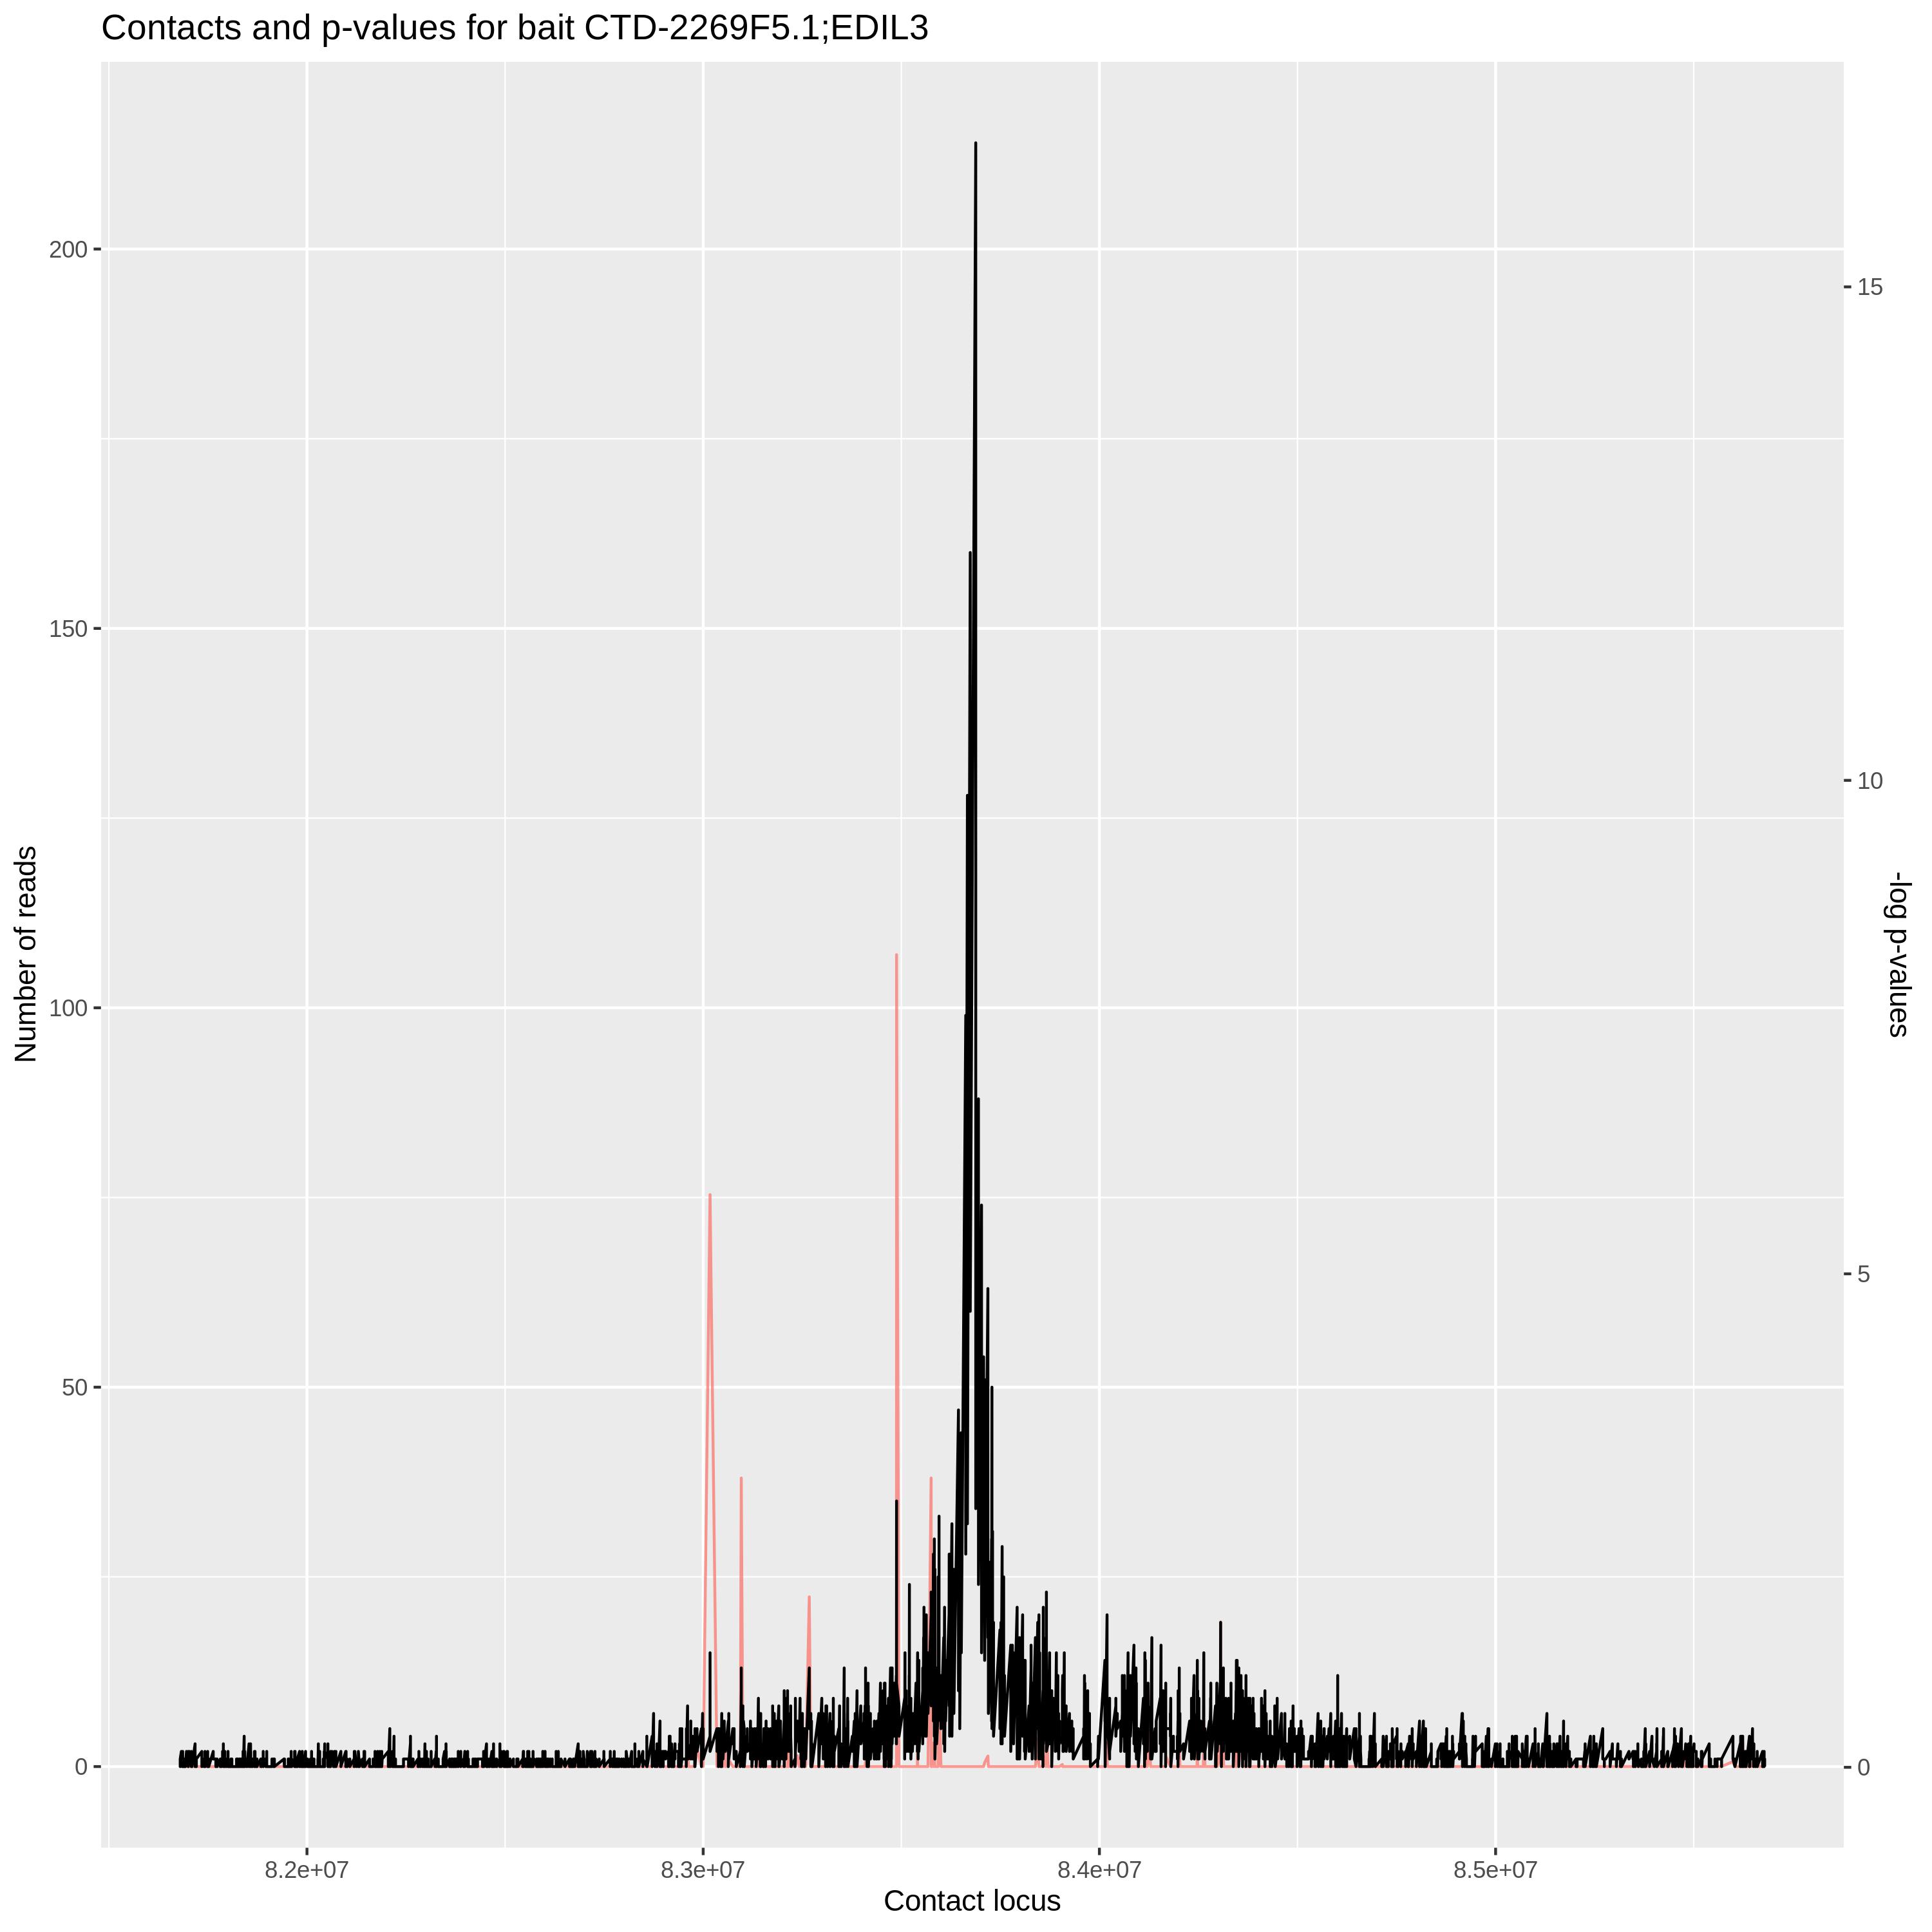 Contacts and p-values for bait CTD-2269F5.1;EDIL3
200
150
100
50
0
Number of reads
15
10
5
0
-log p-values
8.2e+07
8.3e+07
8.4e+07
8.5e+07
Contact locus